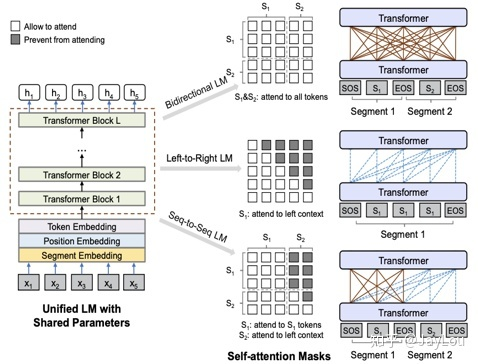 Allow to attend
Prevent from attending
h1 h2 h3 h4 h5
Transformer Block L
...
Transformer Block 2
Transformer Block 1
Token Embedding
Position Embedding
Segment Embedding
x1 x2 x3 x4 x5
Unified LM with
Shared Parameters
Bidirectional LM
Left-to-Right LM
Seq-to-Seq LM
S1 S2
S1
S2
S1&S2: attend to all tokens
S1
S1
S1: attend to left context
S1 S2
S1
S2
S1: attend to S1 tokens
S2: attend to left context
Self-attention Masks
Transformer
Transformer
SOS S1 EOS S2 EOS
Segment 1 Segment 2
Transformer
Transformer
SOS S1 S1 S1 EOS
Segment 1
Transformer
Transformer
SOS S1 EOS S2 EOS
Segment 1 Segment 2
知乎 @JayLou